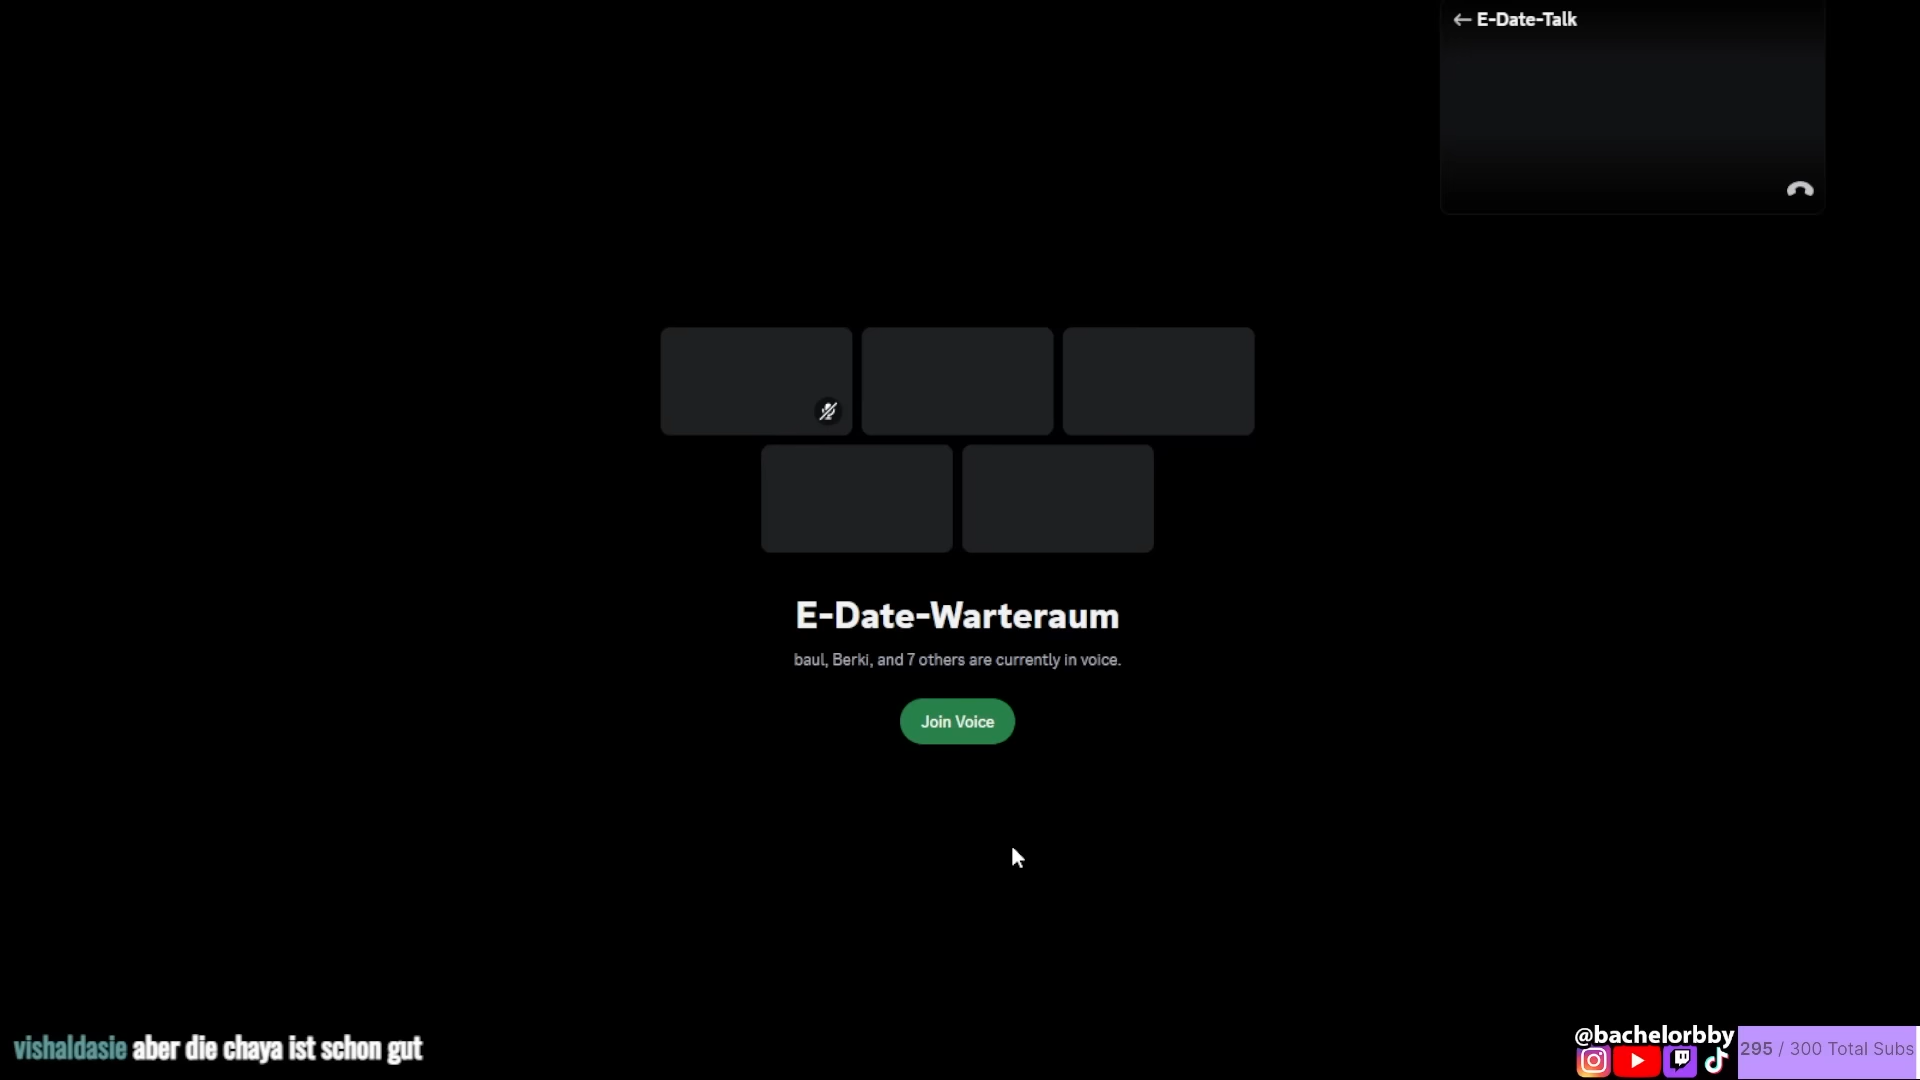 E-Date-Talk
E-Date-Warteraum
baul, Berki, and 7 others are currently in voice.
Join Voice
vishaldasie aber die chaya ist schon gut
@bachelorbby
295 / 300 Total Subs